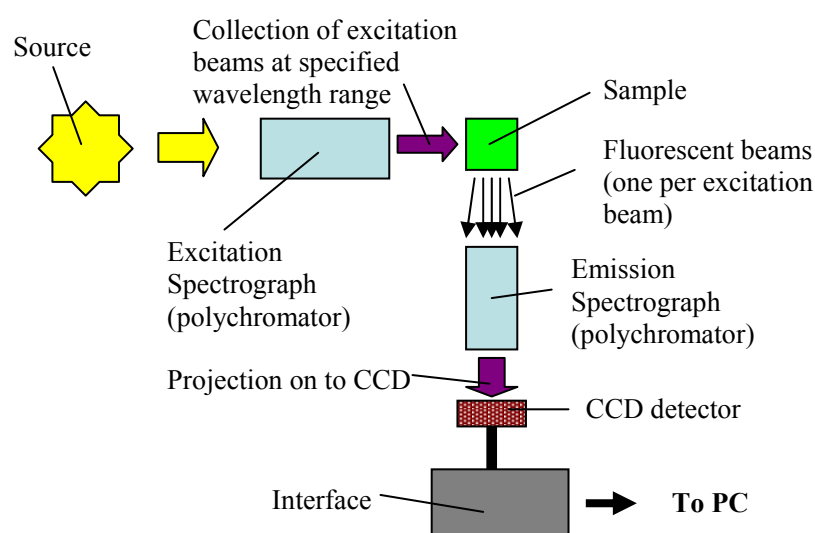 Source
Collection of excitation
beams at specified
wavelength range
Sample
Fluorescent beams
(one per excitation
beam)
Excitation
Spectrograph
(polychromator)
Emission
Spectrograph
(polychromator)
Projection on to CCD
CCD detector
Interface
To PC